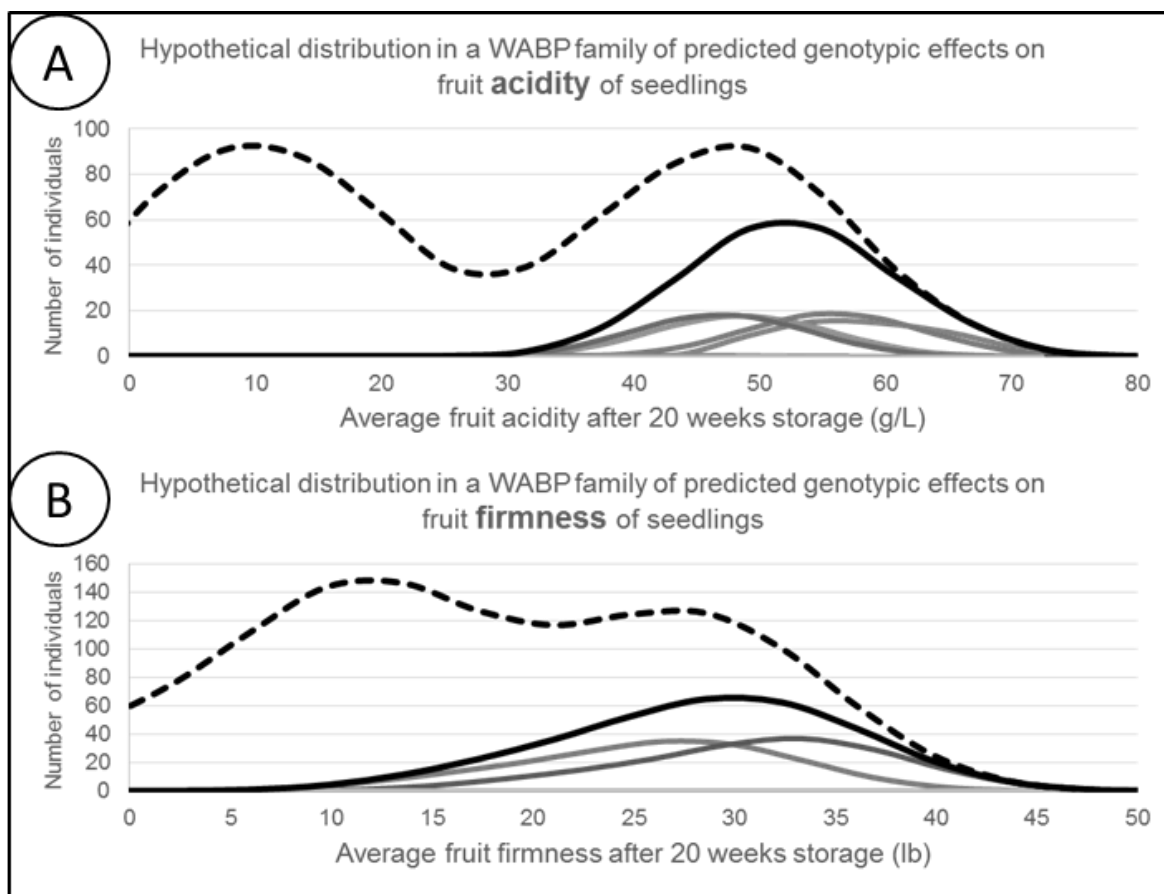 A
Hypothetical distribution in a WABP family of predicted genotypic effects on
fruit acidity of seedlings
Number of individuals
100
80
60
40
20
0
0 10 20 30 40 50 60 70 80
Average fruit acidity after 20 weeks storage (g/L)
B
Hypothetical distribution in a WABP family of predicted genotypic effects on
fruit firmness of seedlings
Number of individuals
160
140
120
100
80
60
40
20
0
0 5 10 15 20 25 30 35 40 45 50
Average fruit firmness after 20 weeks storage (lb)